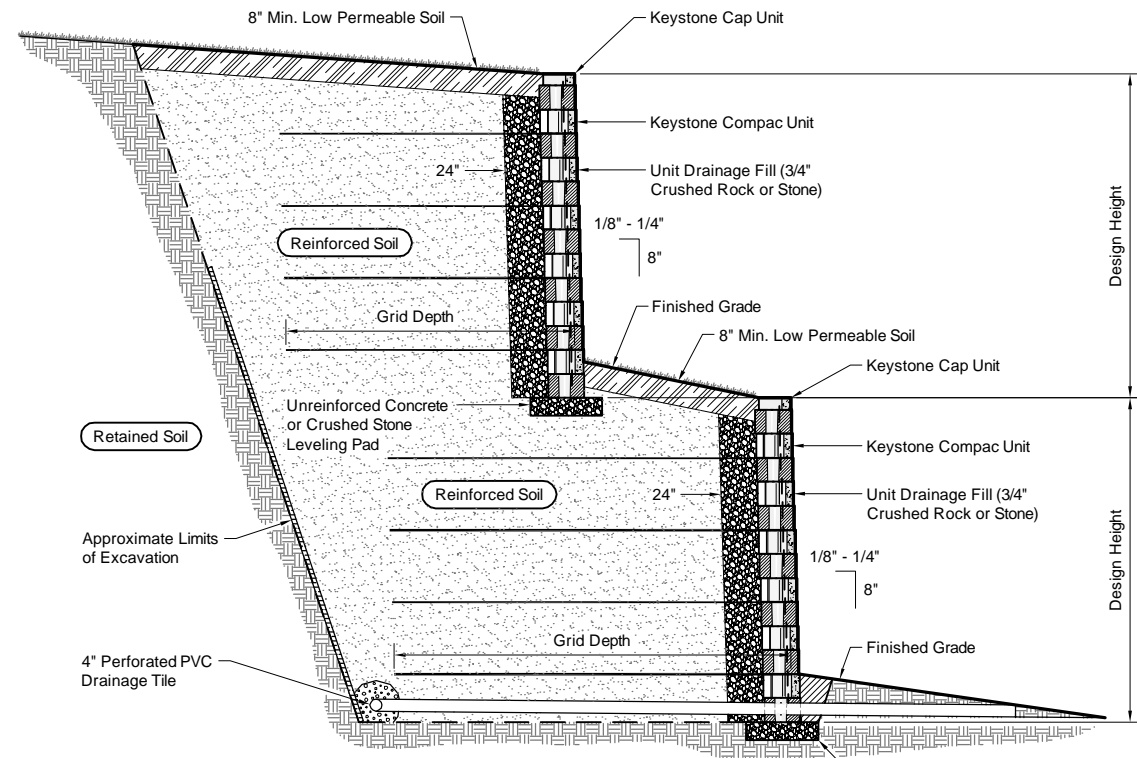 8" Min. Low Permeable Soil
Keystone Cap Unit
Keystone Compac Unit
24"
Unit Drainage Fill (3/4"
Crushed Rock or Stone)
1/8" - 1/4"
8"
Reinforced Soil
Design Height
Grid Depth
Finished Grade
8" Min. Low Permeable Soil
Keystone Cap Unit
Unreinforced Concrete
or Crushed Stone
Leveling Pad
Retained Soil
Keystone Compac Unit
Reinforced Soil
24"
Unit Drainage Fill (3/4"
Crushed Rock or Stone)
Approximate Limits
of Excavation
1/8" - 1/4"
8"
Design Height
Grid Depth
Finished Grade
4" Perforated PVC
Drainage Tile